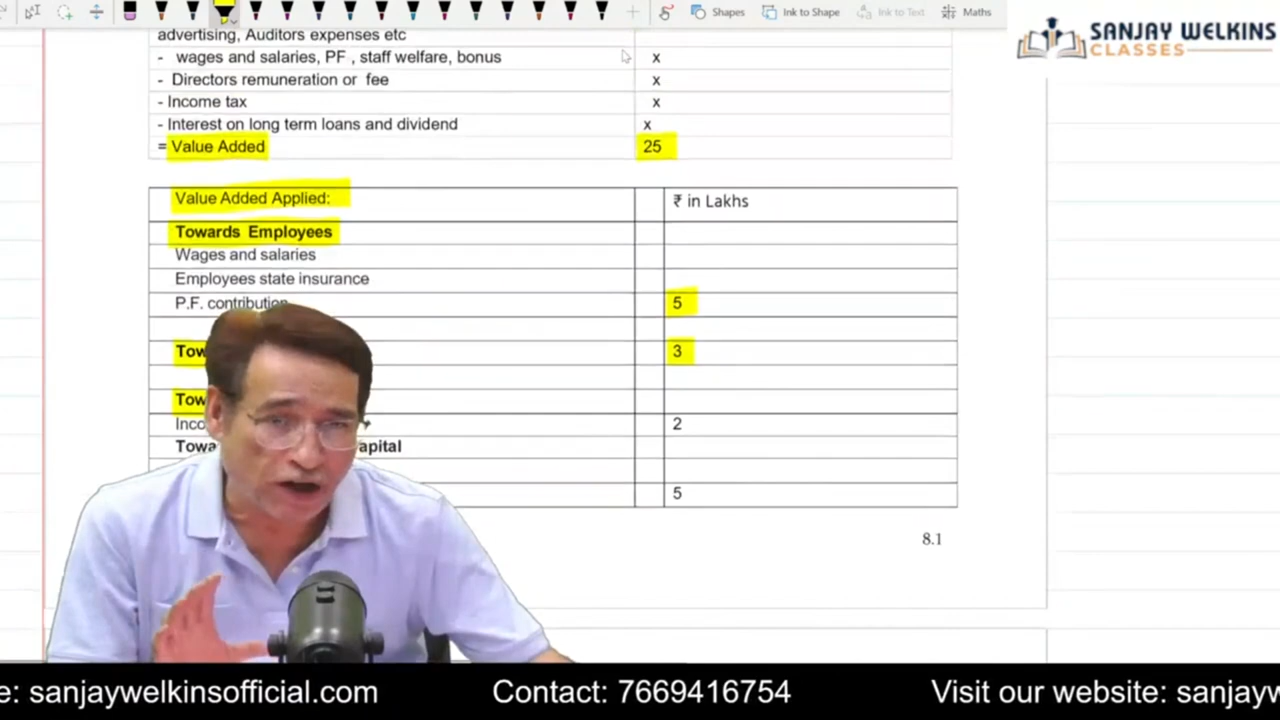 Shapes Ink to Shape Ink to Text Maths
SANJAY WELKINS
CLASSES
advertising, Auditors expenses etc
- wages and salaries, PF , staff welfare, bonus x
- Directors remuneration or fee x
- Income tax x
- Interest on long term loans and dividend x
= Value Added 25
Value Added Applied: ₹ in Lakhs
Towards Employees
Wages and salaries
Employees state insurance
P.F. contribution 5
3
2
5
8.1
sanjaywelkinsofficial.com Contact: 7669416754 Visit our website: